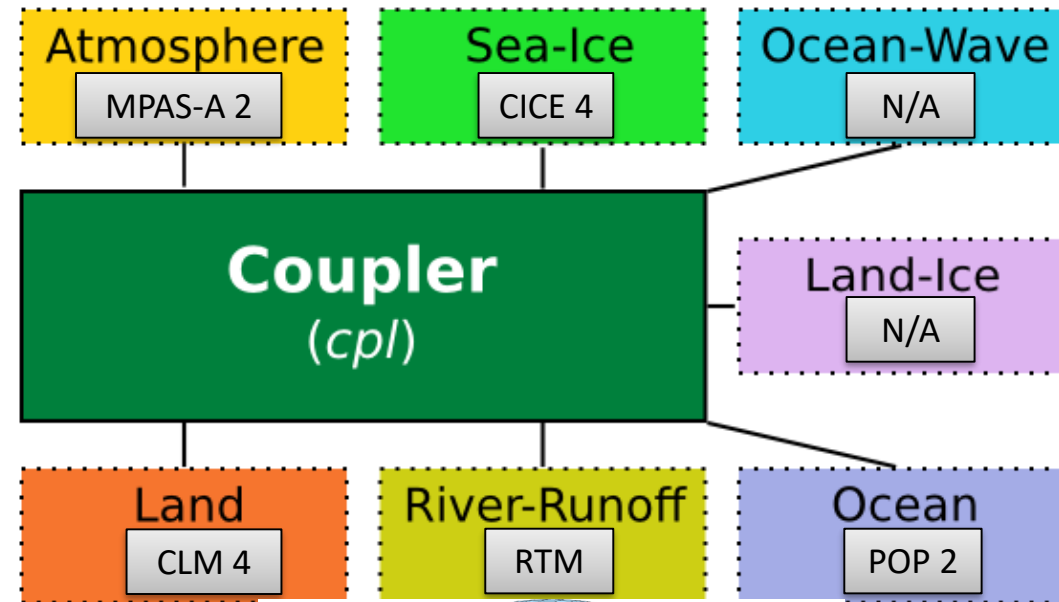 Atmosphere
MPAS-A 2
Sea-Ice
CICE 4
Ocean-Wave
N/A
Coupler
(cpl)
Land-Ice
N/A
Land
CLM 4
River-Runoff
RTM
Ocean
POP 2